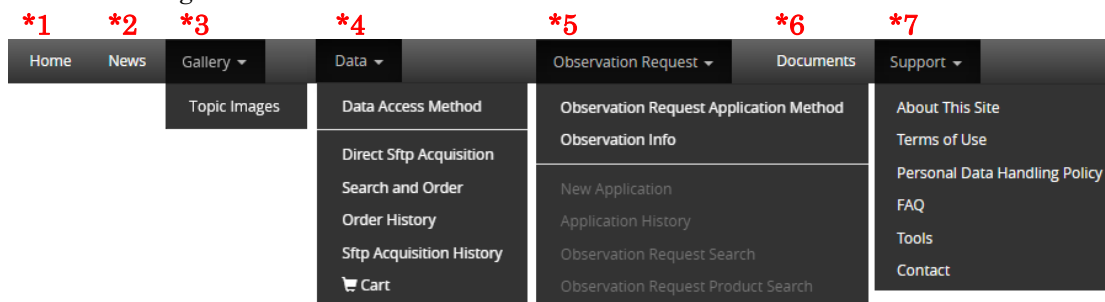 *1 *2 *3 *4 *5 *6 *7
Home News Gallery Data Observation Request Documents Support
Topic Images
Data Access Method
Direct Sftp Acquisition
Search and Order
Order History
Sftp Acquisition History
Cart
Observation Request Application Method
Observation Info
New Application
Application History
Observation Request Search
Observation Request Product Search
About This Site
Terms of Use
Personal Data Handling Policy
FAQ
Tools
Contact